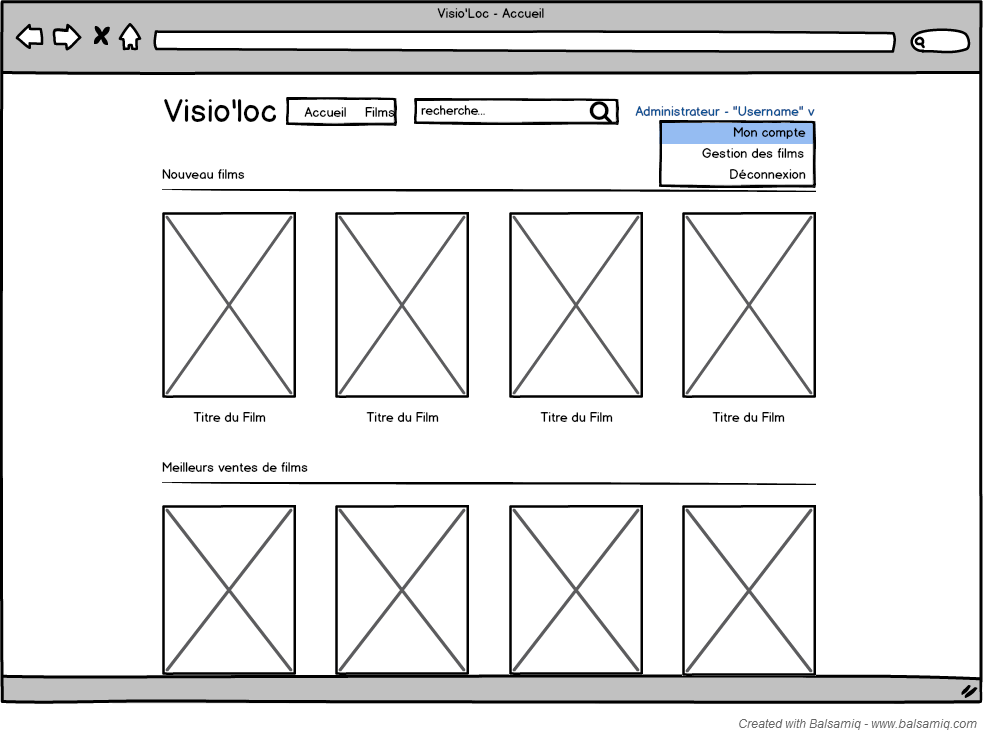 Visio'Loc - Accueil
Visio'loc
Accueil Films
recherche...
Administrateur - "Username" v
Mon compte
Gestion des films
Déconnexion
Nouveau films
Titre du Film Titre du Film Titre du Film Titre du Film
Meilleurs ventes de films
Created with Balsamiq - www.balsamiq.com